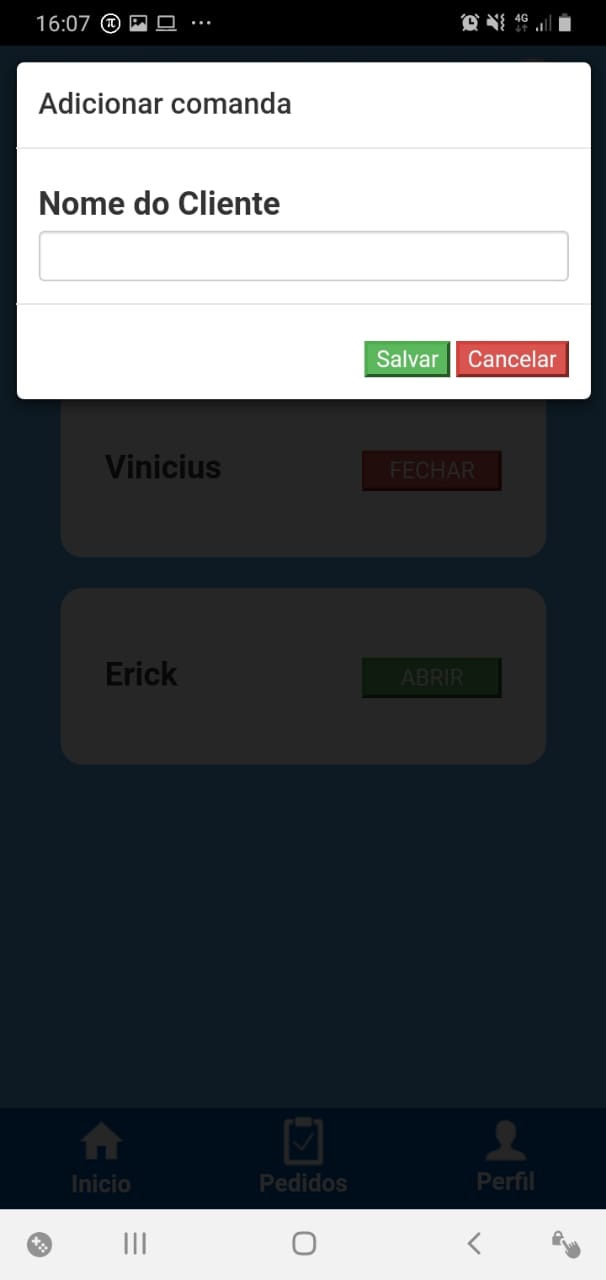 16:07
4G
Adicionar comanda
Nome do Cliente
Salvar Cancelar
Vinicius FECHAR
Erick ABRIR
Inicio Pedidos Perfil